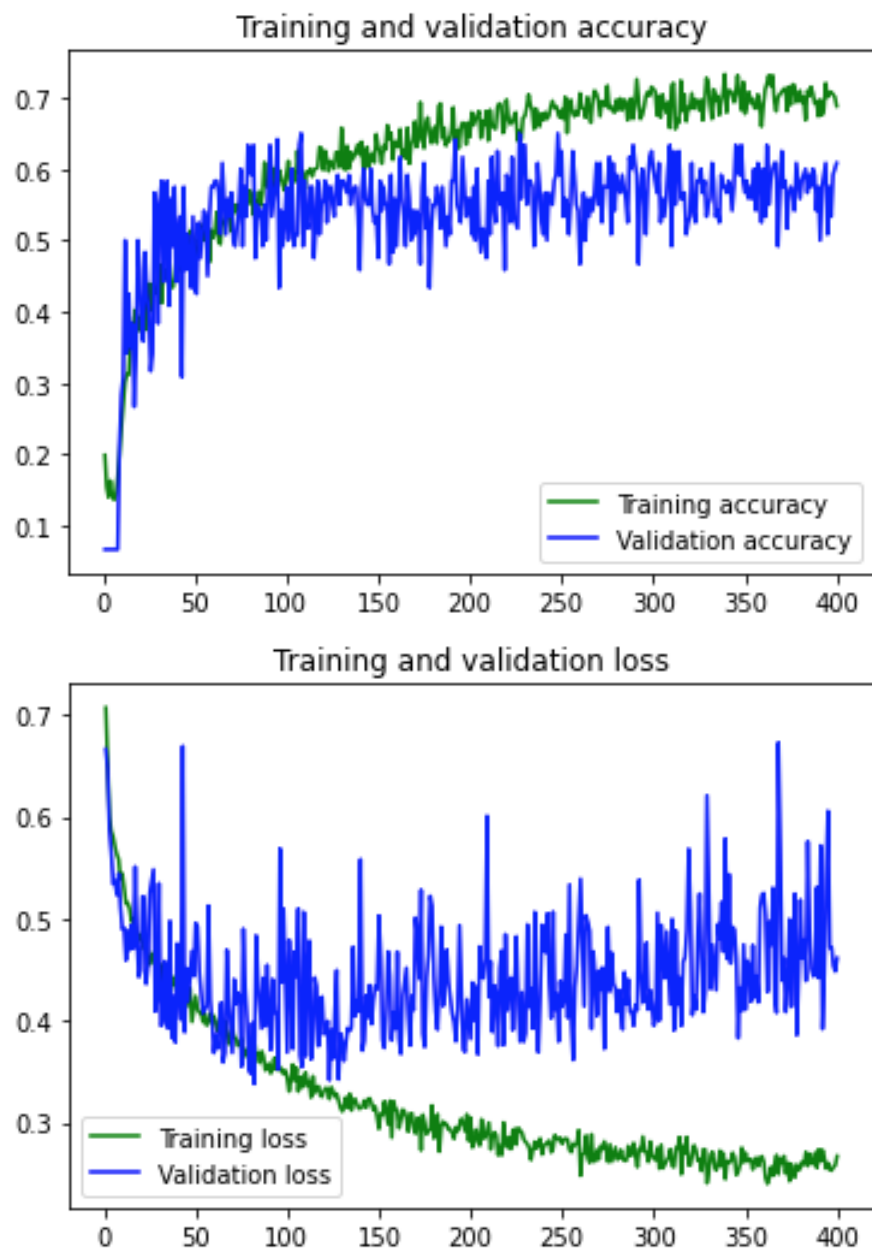 Training and validation accuracy
0.7
0.6
0.5
0.4
0.3
0.2
0.1
Training accuracy
Validation accuracy
0 50 100 150 200 250 300 350 400
Training and validation loss
0.7
0.6
0.5
0.4
0.3
Training loss
Validation loss
0 50 100 150 200 250 300 350 400